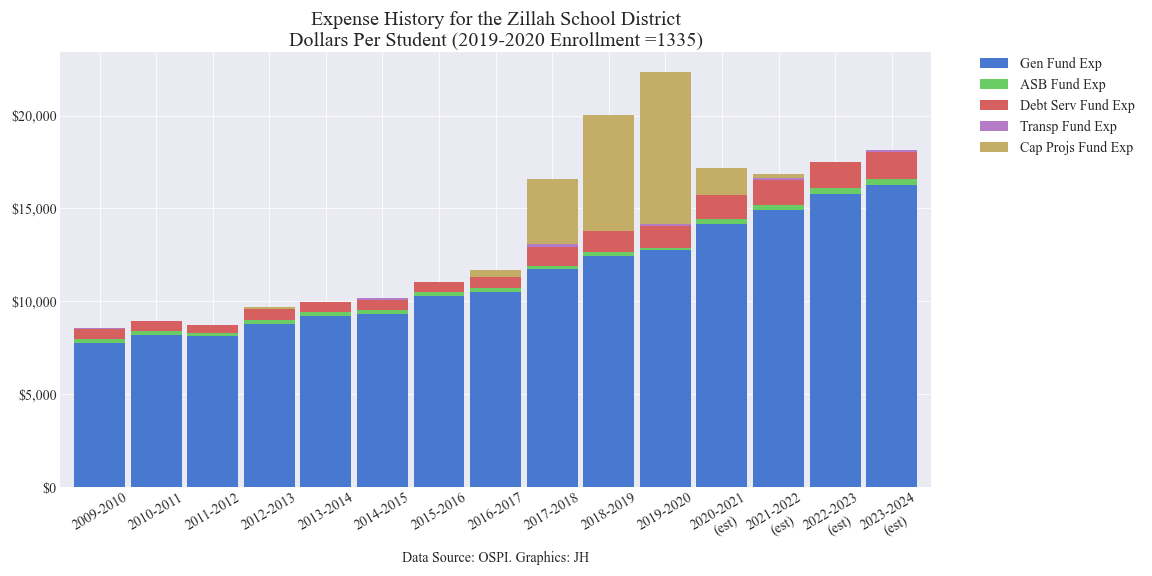 Expense History for the Zillah School District
Dollars Per Student (2019-2020 Enrollment =1335)
Gen Fund Exp
ASB Fund Exp
Debt Serv Fund Exp
Transp Fund Exp
Cap Projs Fund Exp
$20,000
$15,000
$10,000
$5,000
$0
2009-2010
2010-2011
2011-2012
2012-2013
2013-2014
2014-2015
2015-2016
2016-2017
2017-2018
2018-2019
2019-2020
2020-2021
(est)
2021-2022
(est)
2022-2023
(est)
2023-2024
(est)
Data Source: OSPI. Graphics: JH